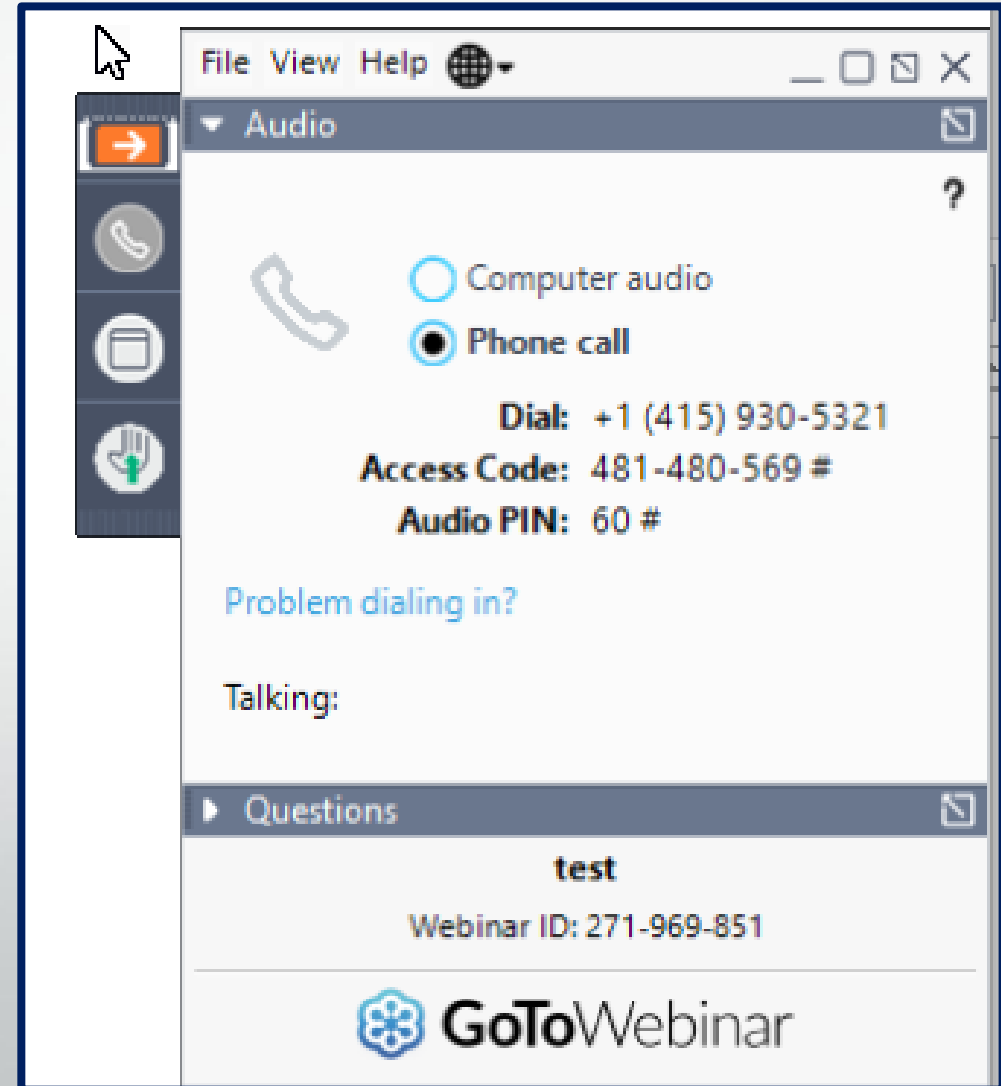 File View Help
Audio
?
Computer audio
Phone call
Dial: +1 (415) 930-5321
Access Code: 481-480-569 #
Audio PIN: 60 #
Problem dialing in?
Talking:
Questions
test
Webinar ID: 271-969-851
GoToWebinar